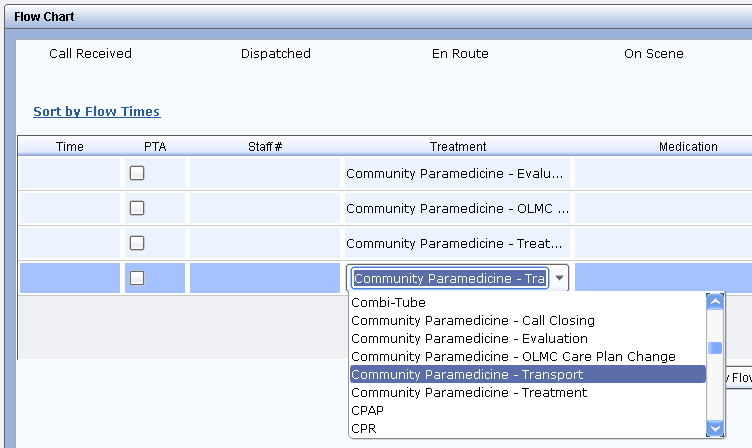 Flow Chart
Call Received Dispatched En Route On Scene
Sort by Flow Times
Time PTA Staff# Treatment Medication
Community Paramedicine - Evalu...
Community Paramedicine - OLMC ...
Community Paramedicine - Treat...
Community Paramedicine - Tra
Combi-Tube
Community Paramedicine - Call Closing
Community Paramedicine - Evaluation
Community Paramedicine - OLMC Care Plan Change
Community Paramedicine - Transport
y Flo
Community Paramedicine - Treatment
CPAP
CPR